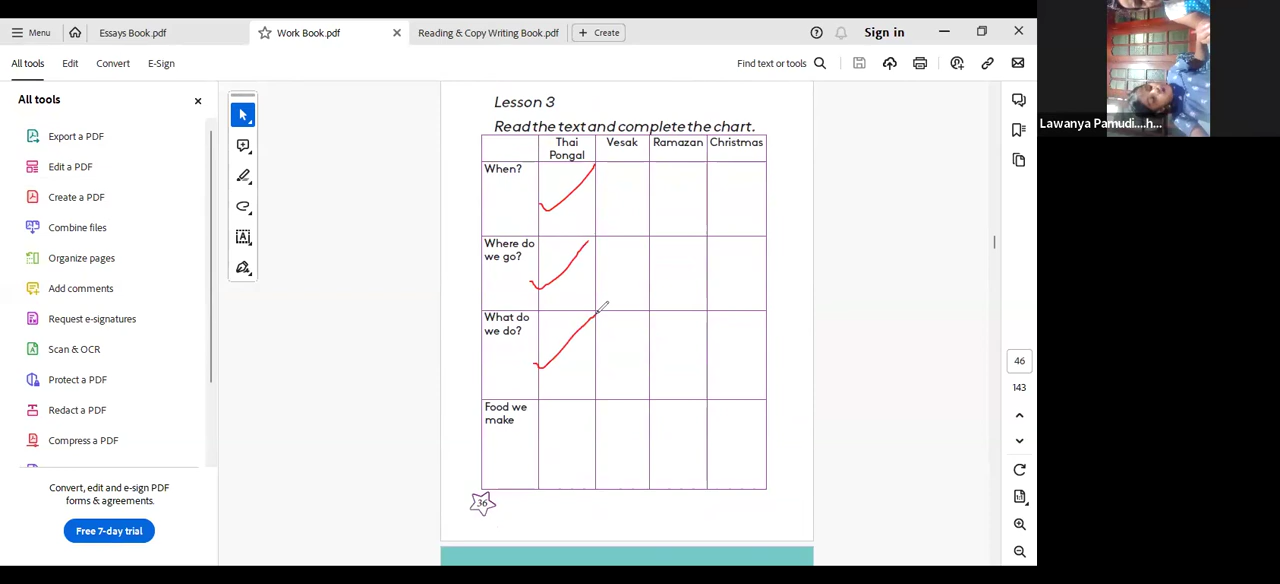 Menu
Essays Book.pdf
Work Book.pdf
Reading & Copy Writing Book.pdf
+ Create
Sign in
All tools
Edit
Convert
E-Sign
Find text or tools
All tools
Export a PDF
Edit a PDF
Create a PDF
Combine files
Organize pages
Add comments
Request e-signatures
Scan & OCR
Protect a PDF
Redact a PDF
Compress a PDF
Convert, edit and e-sign PDF
forms & agreements.
Free 7-day trial
Lesson 3
Read the text and complete the chart.
Thai Pongal Vesak Ramazan Christmas
When?
Where do
we go?
What do
we do?
Food we
make
36
46
143
Lawanya Pamudi....h...